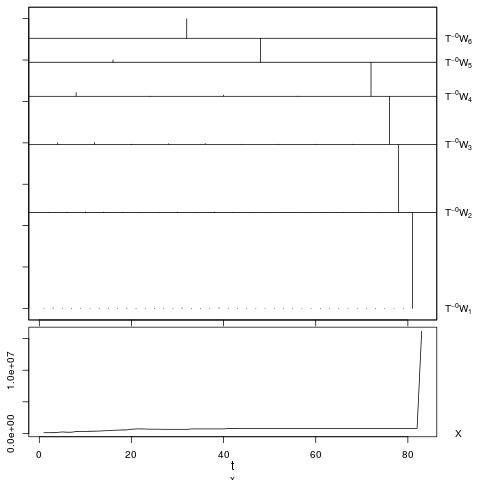 T⁻⁰W₆
T⁻⁰W₅
T⁻⁰W₄
T⁻⁰W₃
T⁻⁰W₂
T⁻⁰W₁
1.0e+07
0.0e+00
X
0 20 40 60 80
t
x